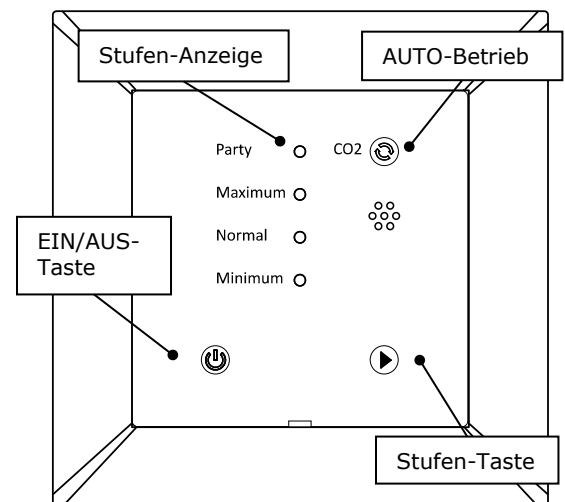 Stufen-Anzeige
AUTO-Betrieb
Party
CO2
Maximum
Normal
EIN/AUS-
Taste
Minimum
Stufen-Taste